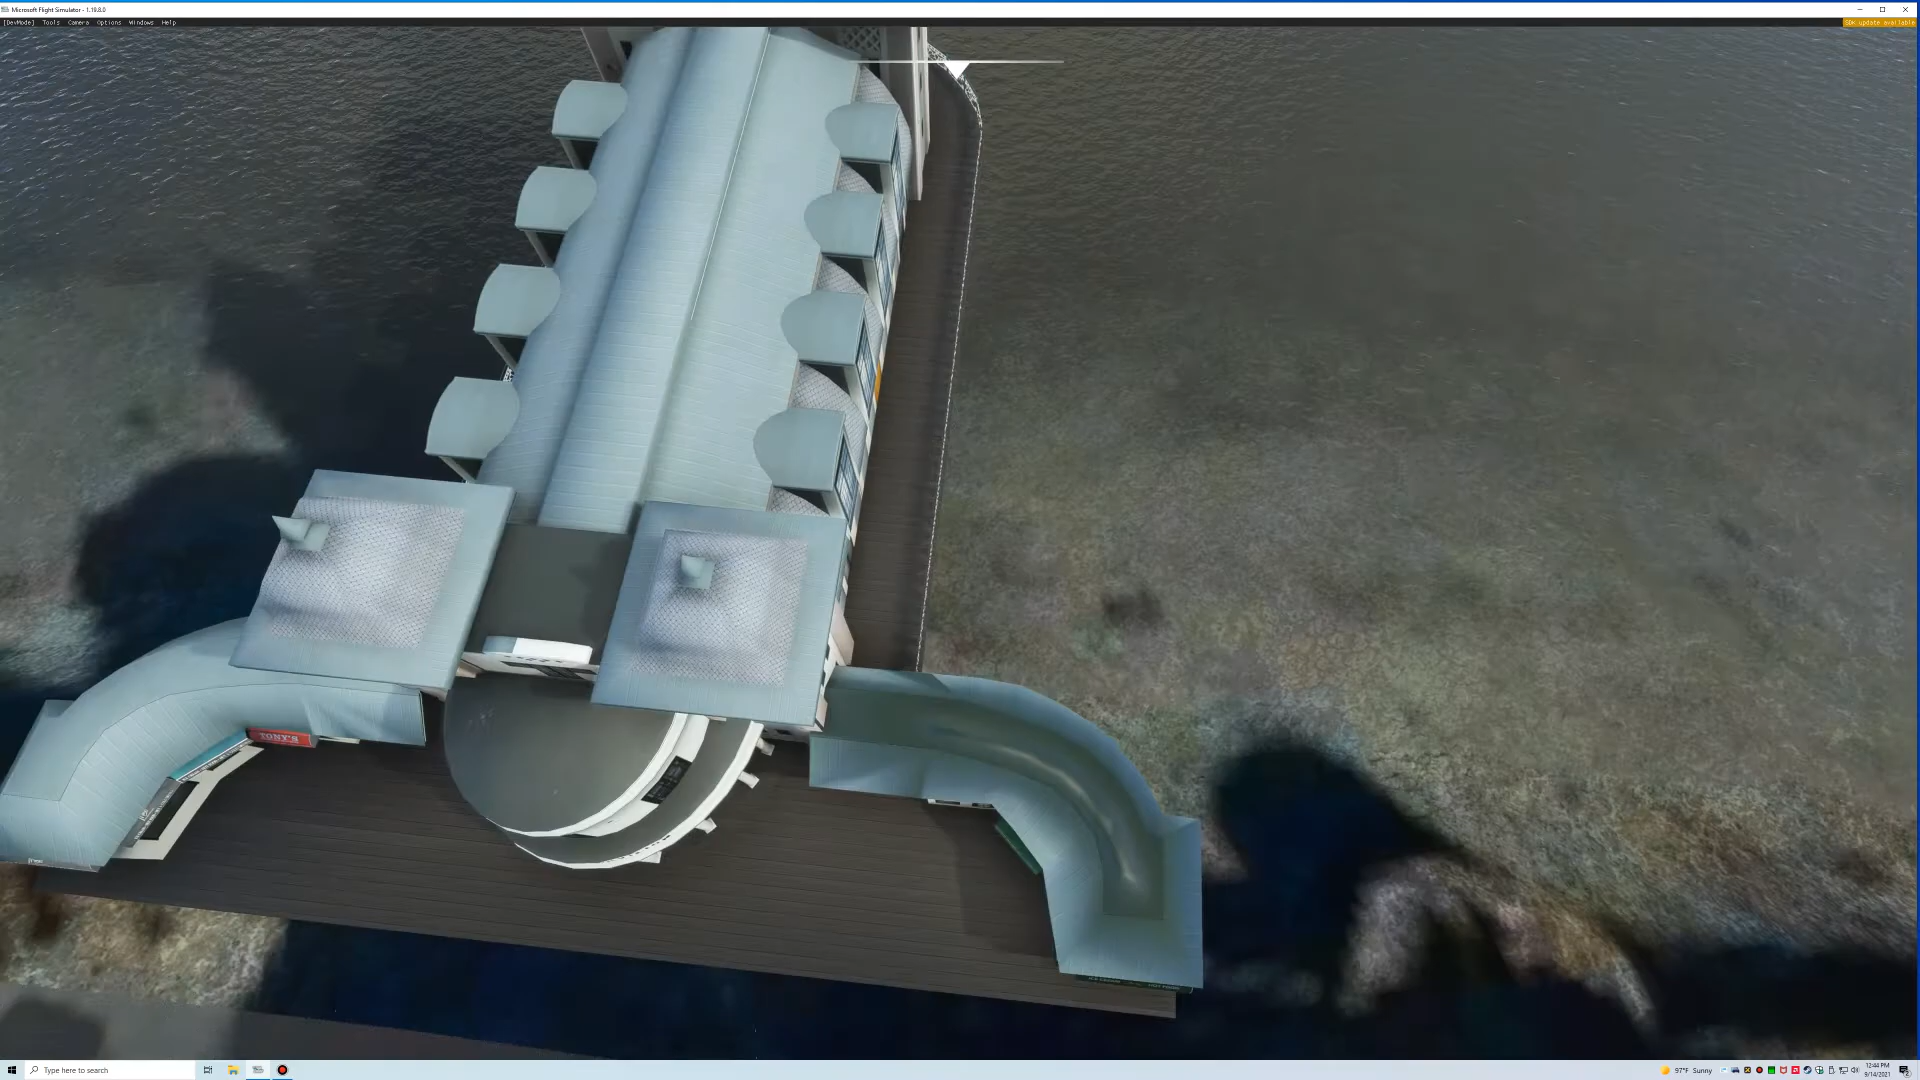 Microsoft Flight Simulator - 1.19.8.0
[DevMode] Tools Camera Options Windows Help
SDK update available
TONY'S
Type here to search
97°F Sunny
12:44 PM
9/14/2021